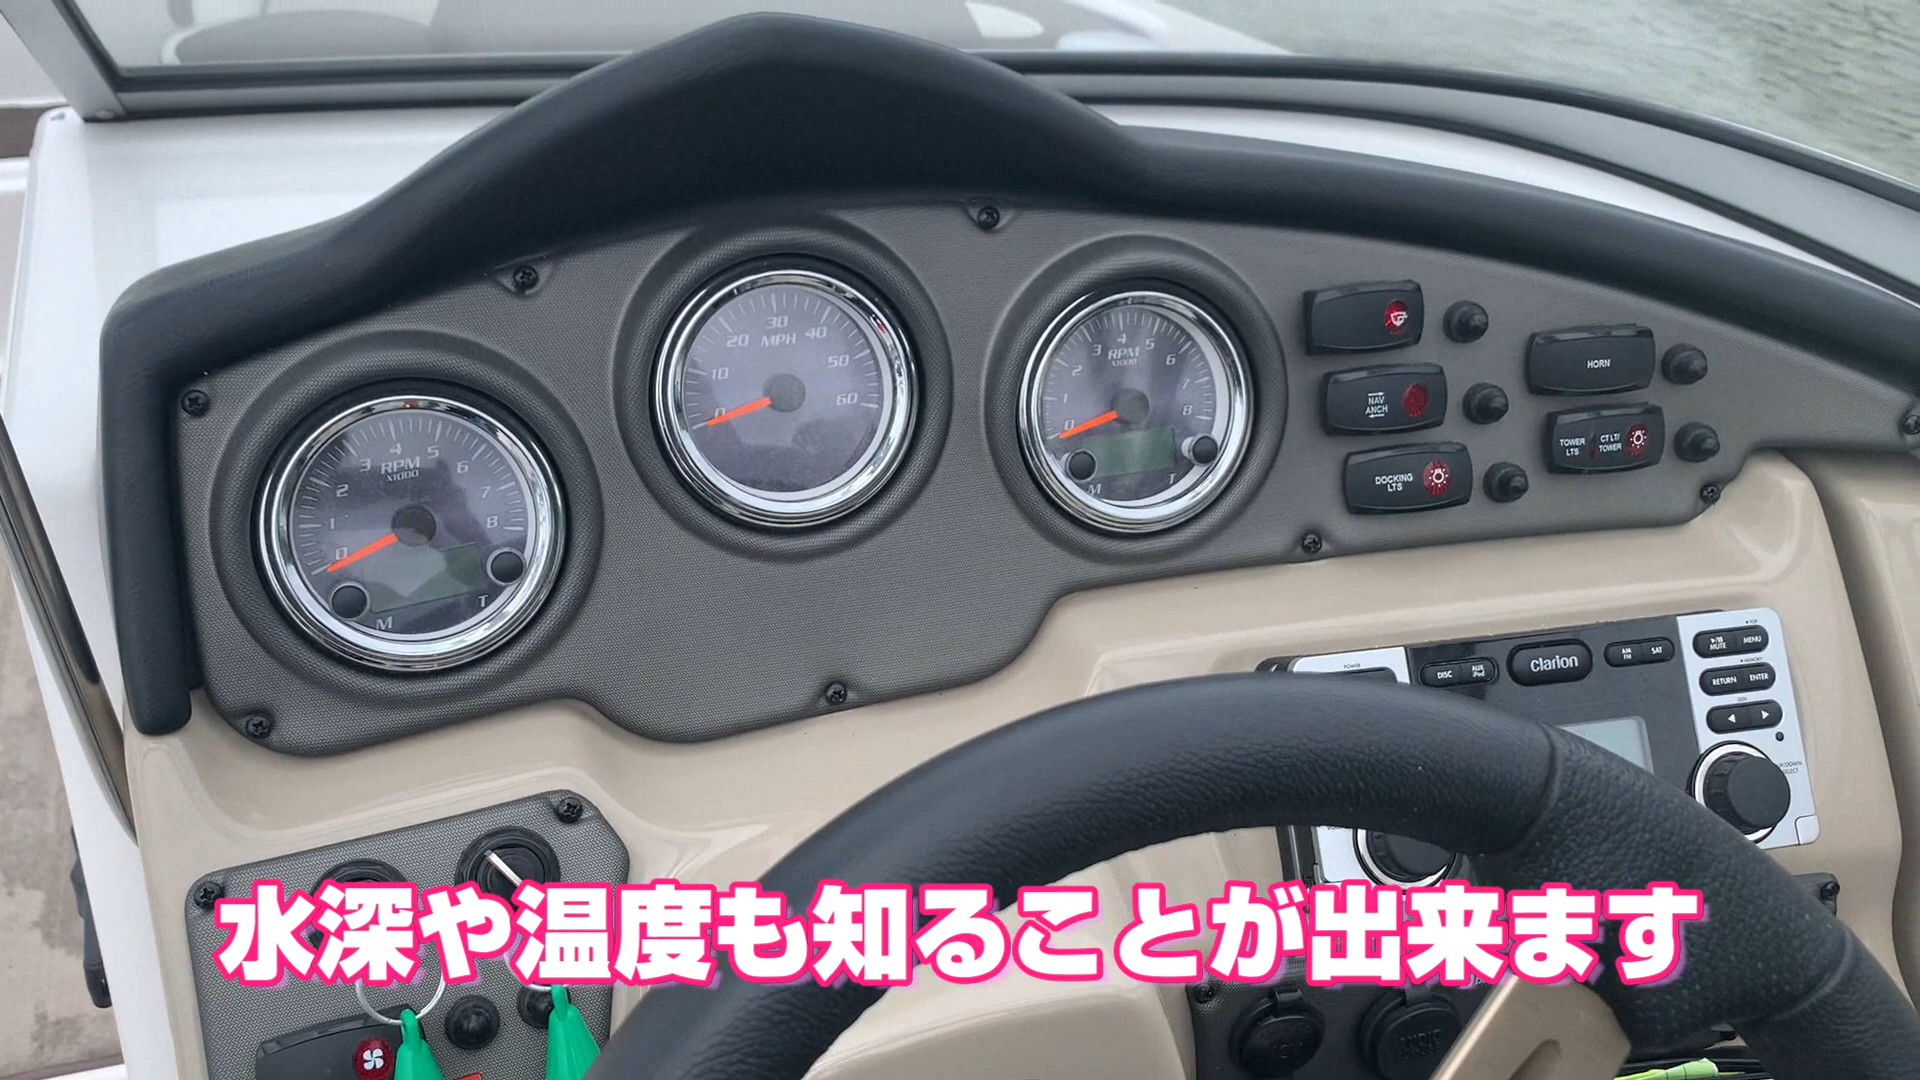 30
20 MPH 40
10 50
0 60
4
3 RPM 5
x1000
2 6
1 7
0 8
M T
4
3 RPM 5
x1000
2 6
1 7
0 8
M T
HORN
NAV
ANCH
TOWER
LTS
CT LT/
TOWER
DOCKING
LTS
POWER
DISC
AUX
iPod
clarion
AM
FM
SAT
TOP
MUTE
MENU
MEMORY
RETURN
ENTER
水深や温度も知ることが出来ます